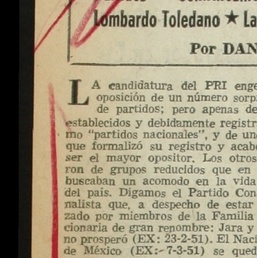 Lombardo Toledano ★ La
Por DAN
LA candidatura del PRI enge
oposición de un número sorp
de partidos; pero apenas de
establecidos y debidamente registr
mo "partidos nacionales", y de uno
que formalizó su registro y acabó
ser el mayor opositor. Los otros
ron de grupos reducidos que en
buscaban un acomodo en la vida
del país. Digamos el Partido Con
nalista que, a despecho de estar
zado por miembros de la Familia
cionaria de gran renombre: Jara y
no prosperó (EX: 23-2-51). El Naci
de México (EX:-7-3-51) se qued